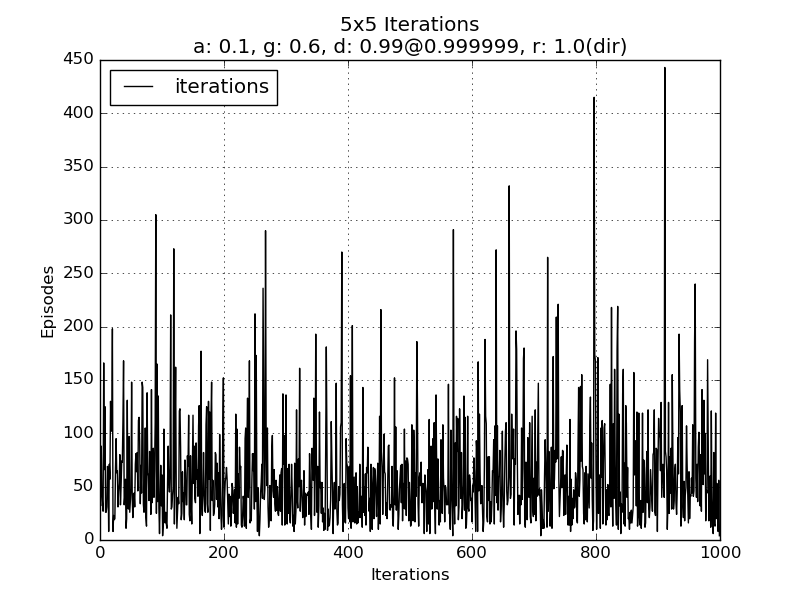 5x5 Iterations
a: 0.1, g: 0.6, d: 0.99@0.999999, r: 1.0(dir)
450
iterations
400
350
300
250
Episodes
200
150
100
50
0
0 200 400 600 800 1000
Iterations